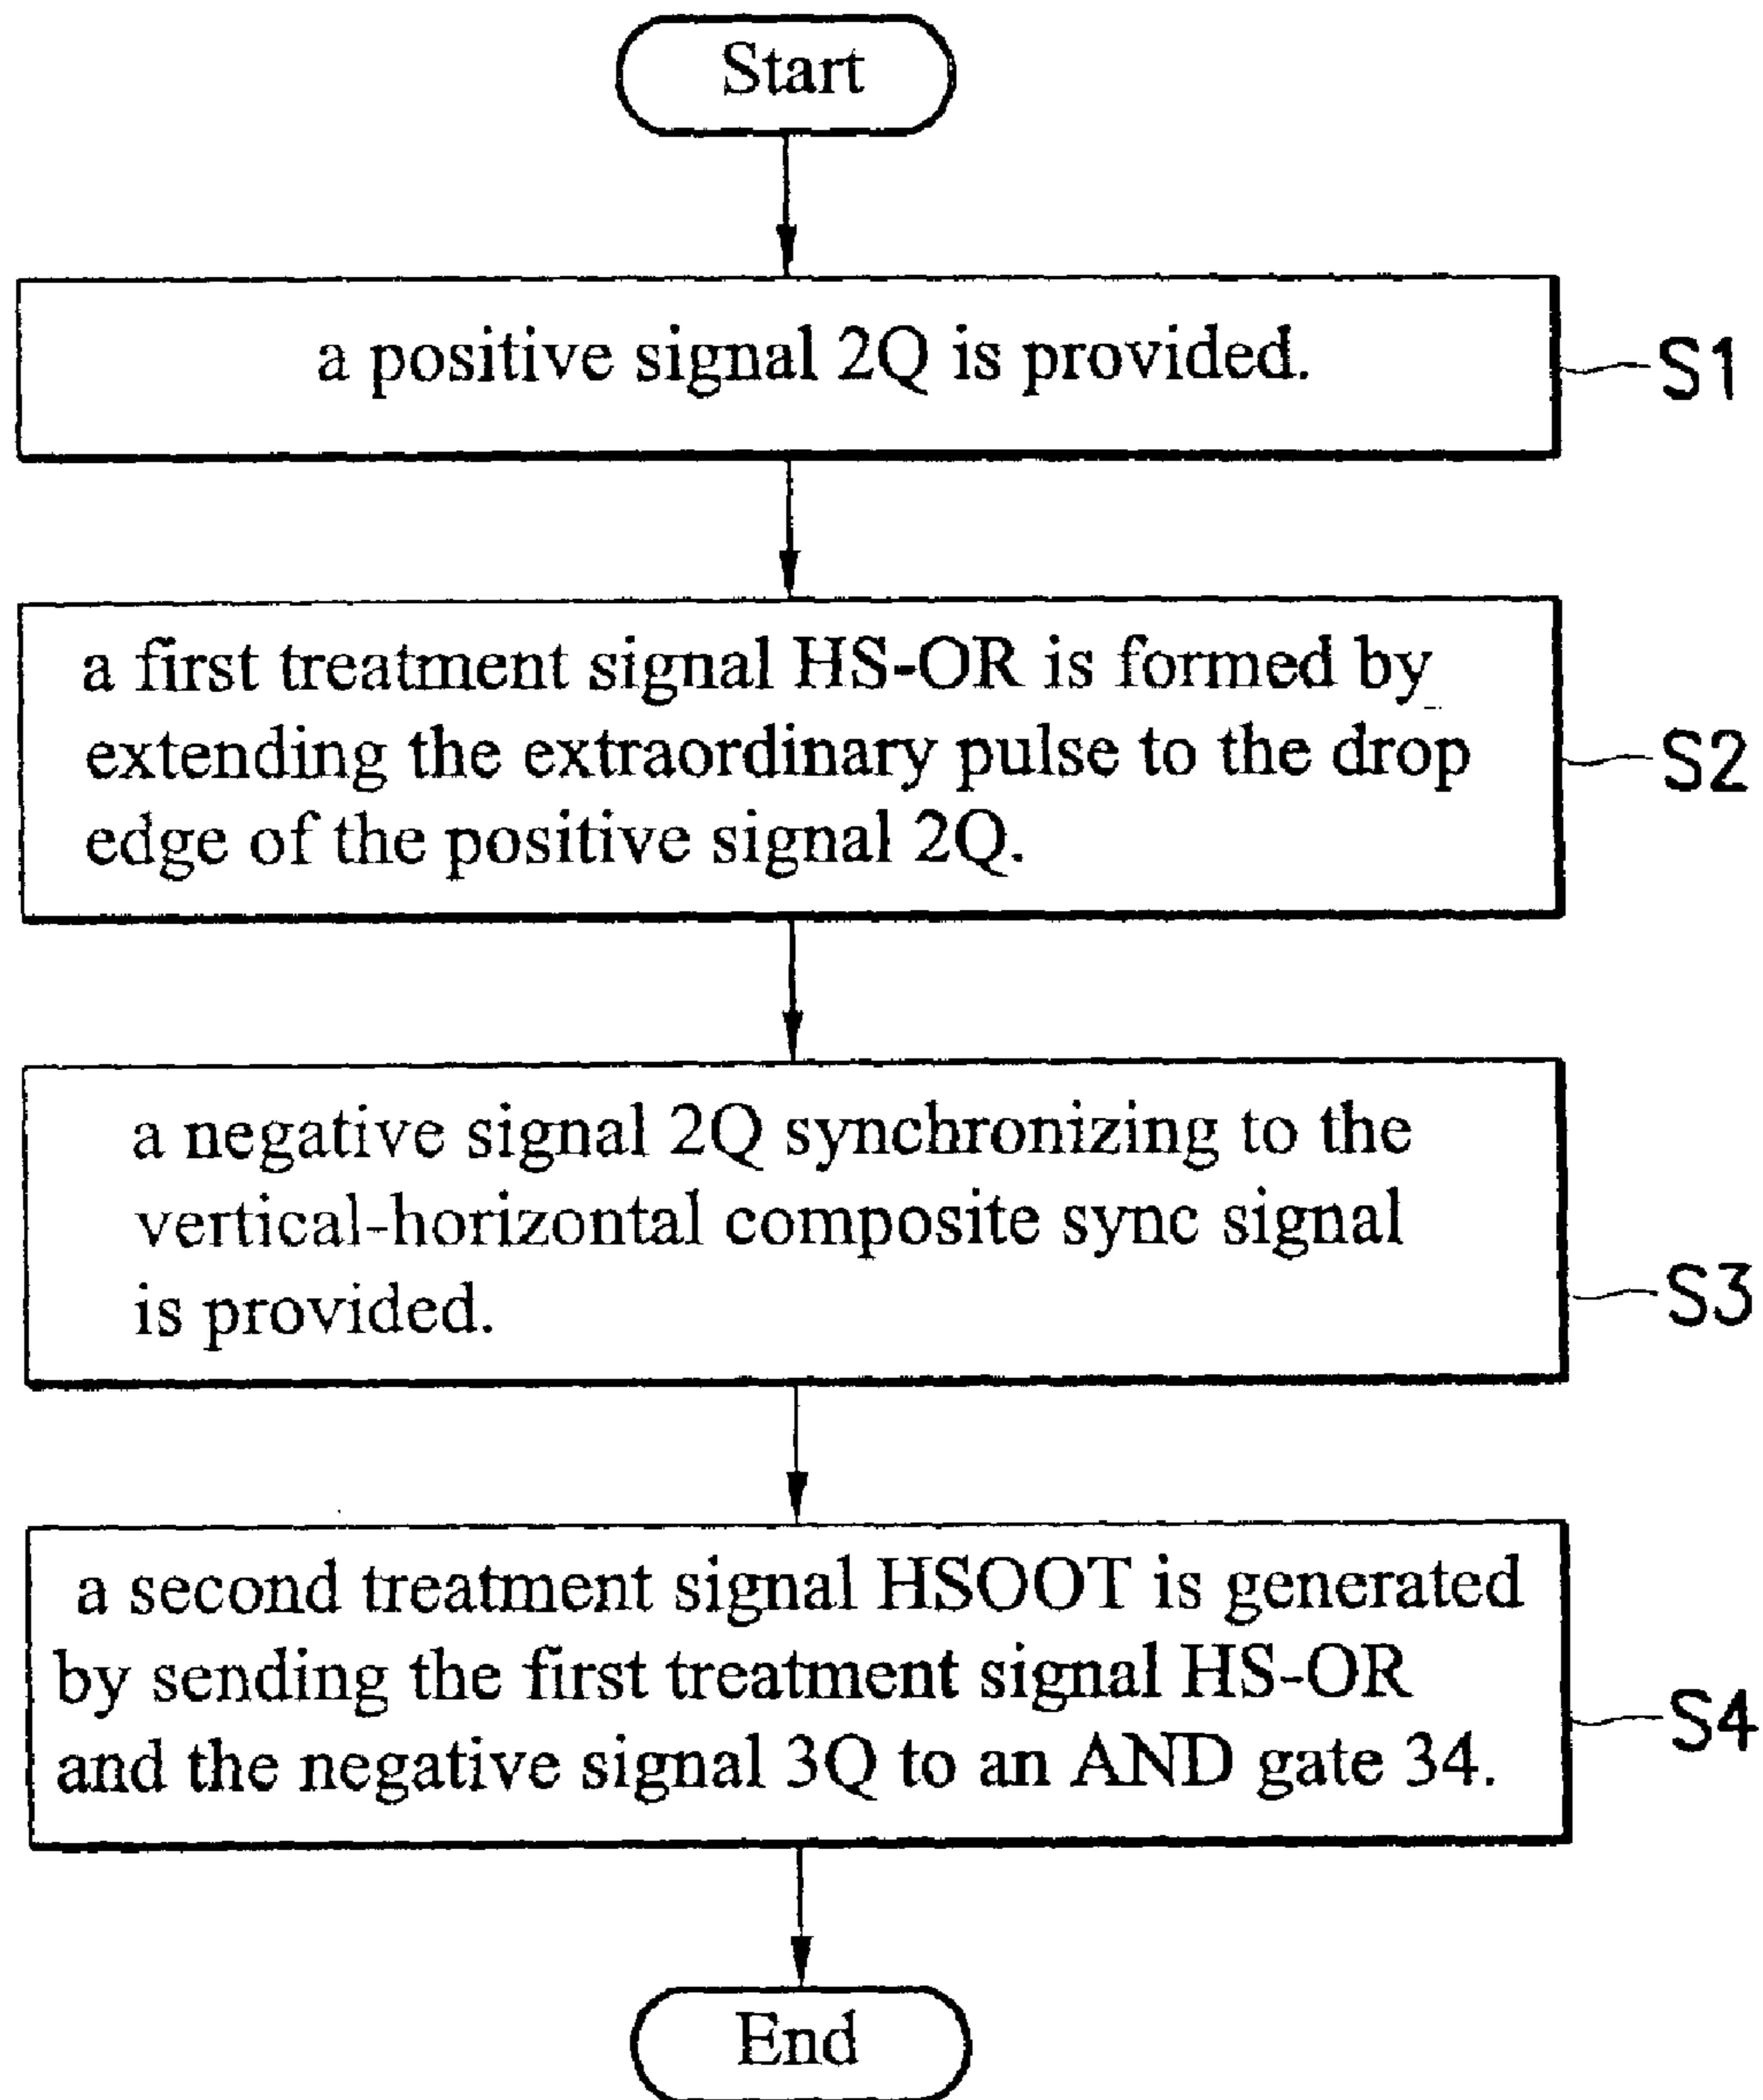 Start
a positive signal 2Q is provided.
S1
a first treatment signal HS-OR is formed by
extending the extraordinary pulse to the drop
edge of the positive signal 2Q.
S2
a negative signal 2Q synchronizing to the
vertical-horizontal composite sync signal
is provided.
S3
a second treatment signal HSOOT is generated
by sending the first treatment signal HS-OR
and the negative signal 3Q to an AND gate 34.
S4
End